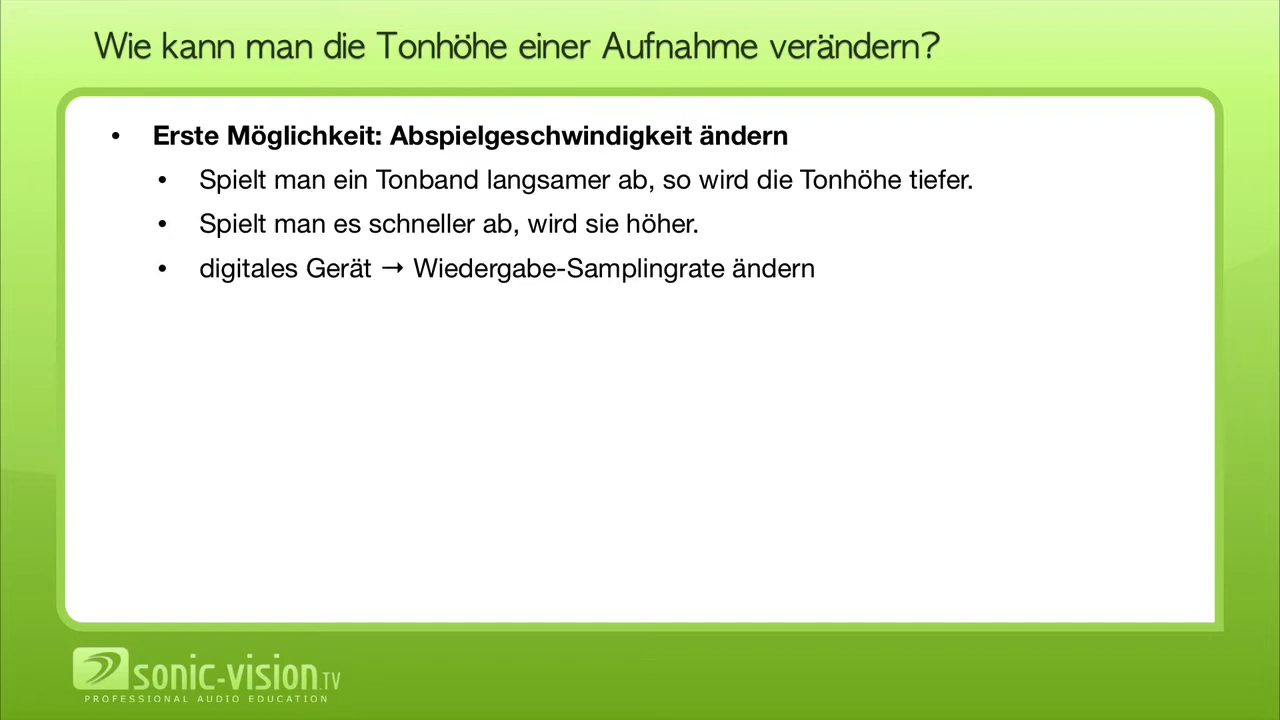 Wie kann man die Tonhöhe einer Aufnahme verändern?
• Erste Möglichkeit: Abspielgeschwindigkeit ändern
• Spielt man ein Tonband langsamer ab, so wird die Tonhöhe tiefer.
• Spielt man es schneller ab, wird sie höher.
• digitales Gerät → Wiedergabe-Samplingrate ändern
sonic-vision.TV
PROFESSIONAL AUDIO EDUCATION